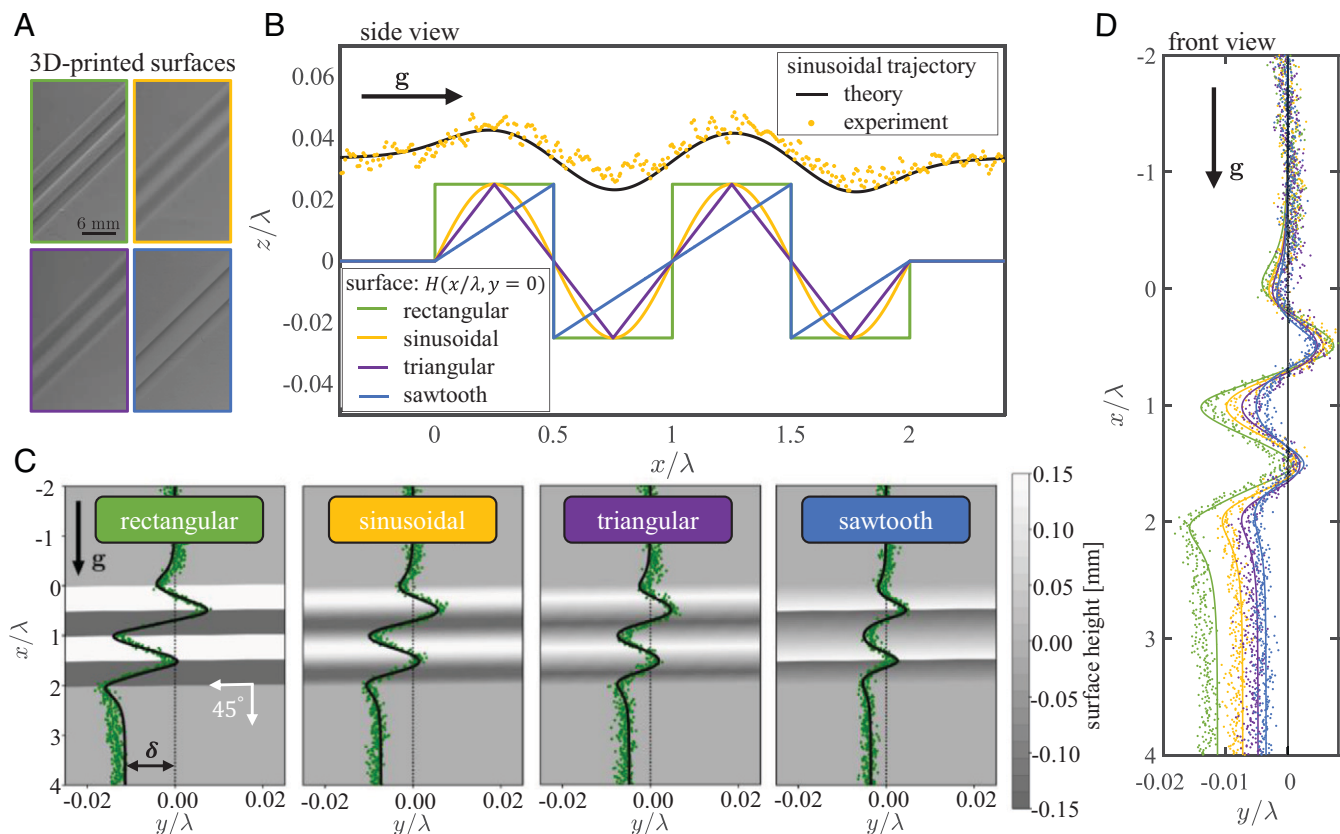 A
3D-printed surfaces
6 mm
B
side view
g
sinusoidal trajectory
theory
experiment
z/λ
0.06
0.04
0.02
0
-0.02
-0.04
surface: H(x/λ, y = 0)
rectangular
sinusoidal
triangular
sawtooth
0 0.5 1 1.5 2
x/λ
C
rectangular
sinusoidal
triangular
sawtooth
g
x/λ
-2
-1
0
1
2
3
4
45°
δ
-0.02 0.00 0.02
y/λ
-0.02 0.00 0.02
y/λ
-0.02 0.00 0.02
y/λ
-0.02 0.00 0.02
y/λ
0.15
0.10
0.05
0.00
-0.05
-0.10
-0.15
surface height [mm]
D
front view
g
x/λ
-2
-1
0
1
2
3
4
-0.02 -0.01 0
y/λ